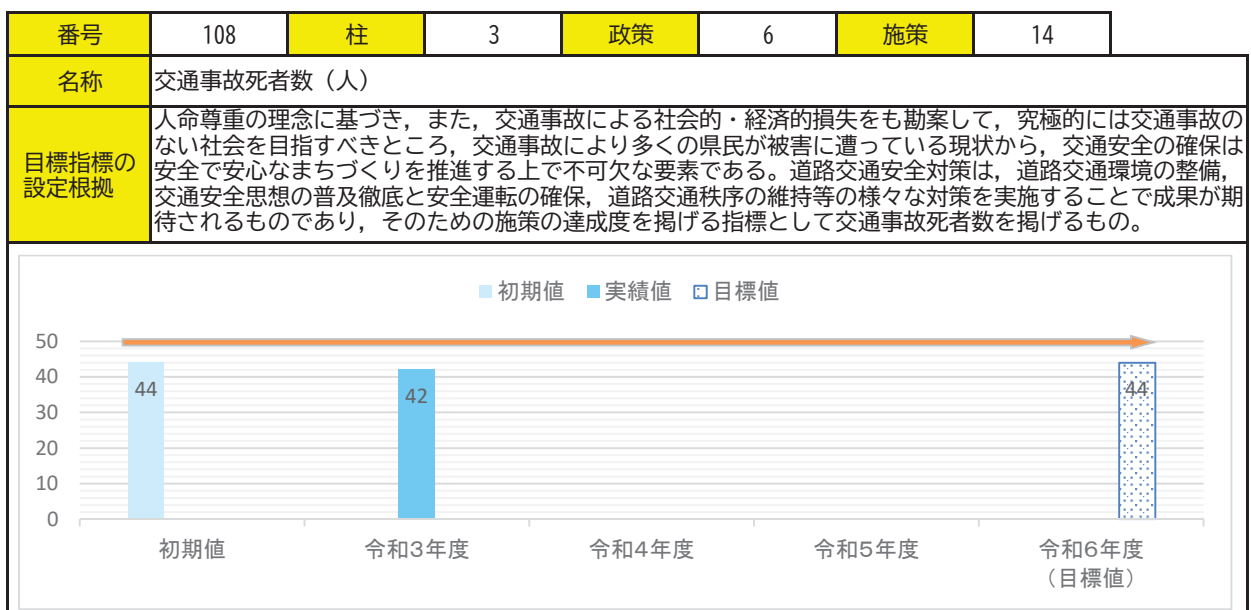 番号 108 柱 3 政策 6 施策 14
名称 交通事故死者数（人）
目標指標の
設定根拠
人命尊重の理念に基づき，また，交通事故による社会的・経済的損失をも勘案して，究極的には交通事故の
ない社会を目指すべきところ，交通事故により多くの県民が被害に遭っている現状から，交通安全の確保は
安全で安心なまちづくりを推進する上で不可欠な要素である。道路交通安全対策は，道路交通環境の整備，
交通安全思想の普及徹底と安全運転の確保，道路交通秩序の維持等の様々な対策を実施することで成果が期
待されるものであり，そのための施策の達成度を掲げる指標として交通事故死者数を掲げるもの。
初期値 実績値 目標値
50
40
30
20
10
0
44
42
44
初期値 令和3年度 令和4年度 令和5年度 令和6年度
（目標値）